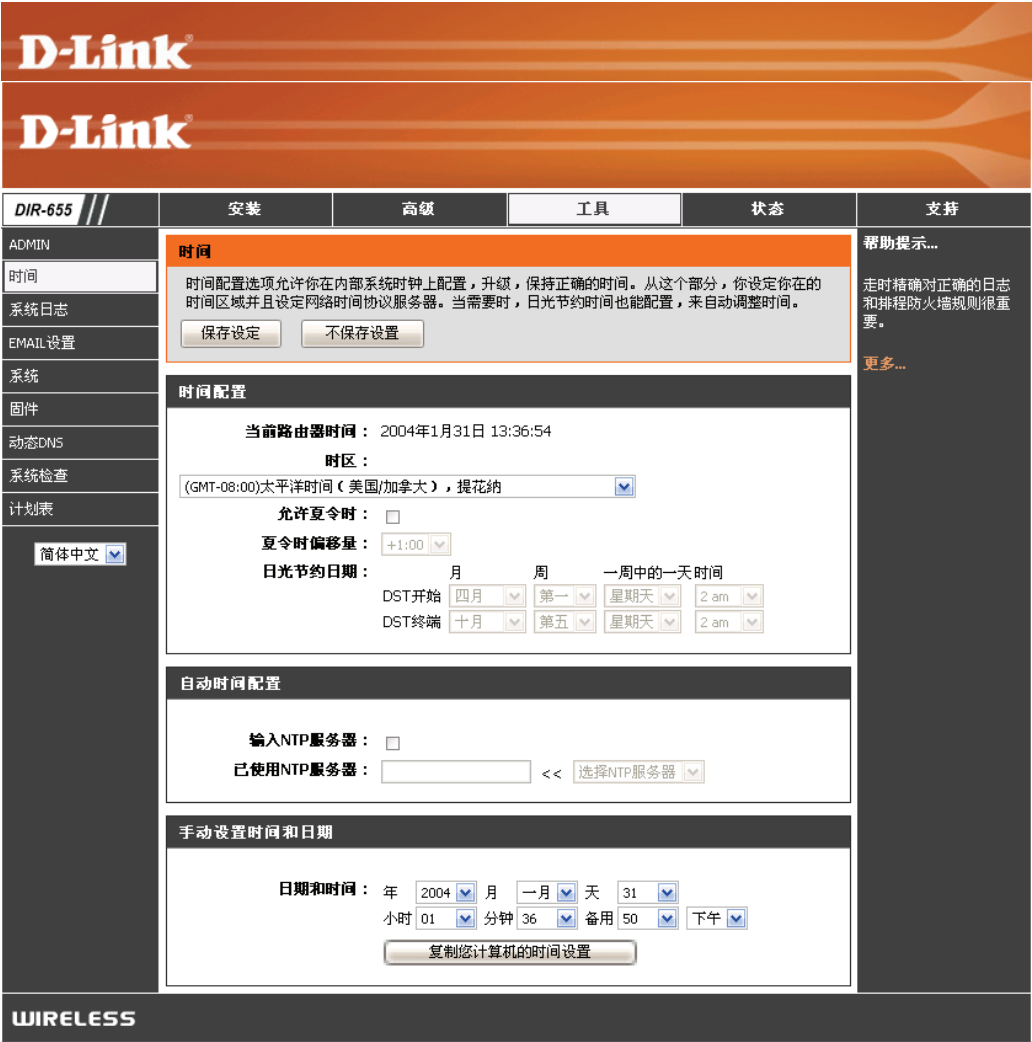 D-Link
D-Link
DIR-655
安装
高级
工具
状态
支持
ADMIN
时间
系统日志
EMAIL设置
系统
固件
动态DNS
系统检查
计划表
简体中文
时间
时间配置选项允许你在内部系统时钟上配置，升级，保持正确的时间。从这个部分，你设定你在的
时间区域并且设定网络时间协议服务器。当需要时，日光节约时间也能配置，来自动调整时间。
保存设定 不保存设置
时间配置
当前路由器时间： 2004年1月31日 13:36:54
时区：
(GMT-08:00)太平洋时间（美国/加拿大），提花纳
允许夏令时：
夏令时偏移量： +1:00
日光节约日期： 月 周 一周中的一天 时间
DST开始 四月 第一 星期天 2 am
DST终端 十月 第五 星期天 2 am
自动时间配置
输入NTP服务器：
已使用NTP服务器： << 选择NTP服务器
手动设置时间和日期
日期和时间： 年 2004 月 一月 天 31
小时 01 分钟 36 备用 50 下午
复制您计算机的时间设置
帮助提示...
走时精确对正确的日志
和排程防火墙规则很重
要。
更多...
WIRELESS